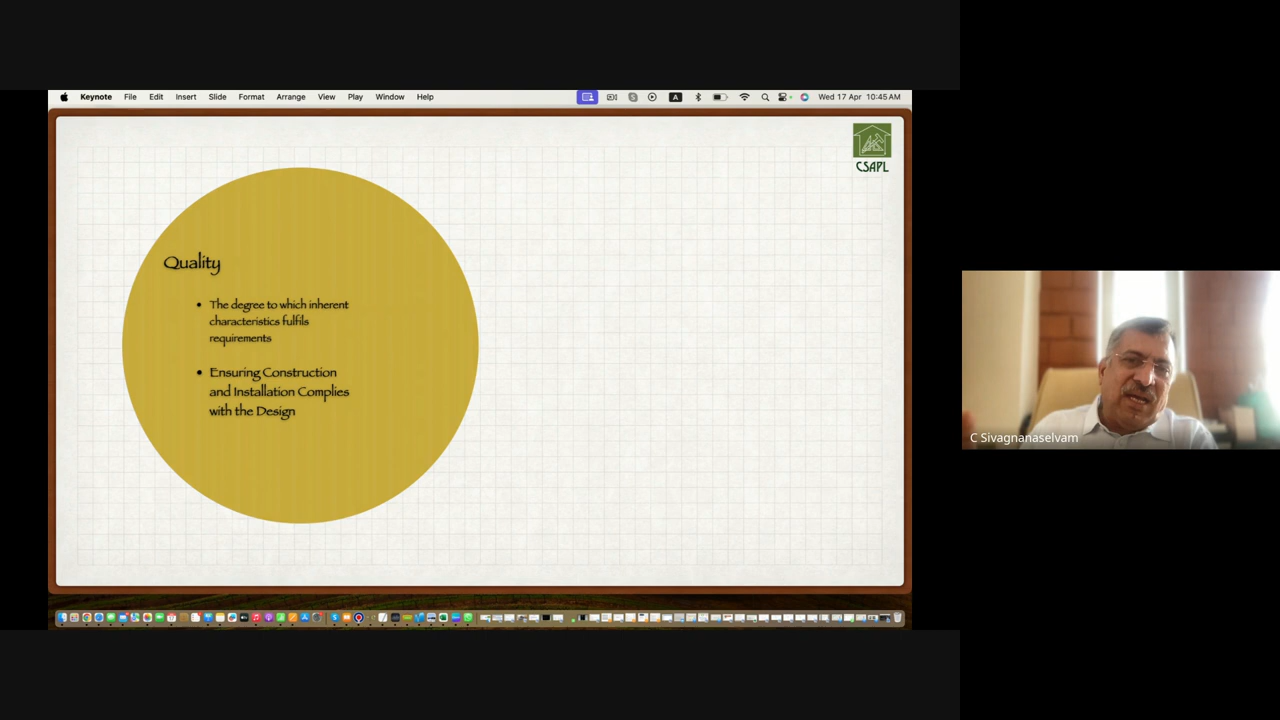 Keynote File Edit Insert Slide Format Arrange View Play Window Help A Wed 17 Apr 10:45 AM
CSAPL
Quality
• The degree to which inherent
characteristics fulfils
requirements
• Ensuring Construction
and Installation Complies
with the Design
C Sivagnanaselvam